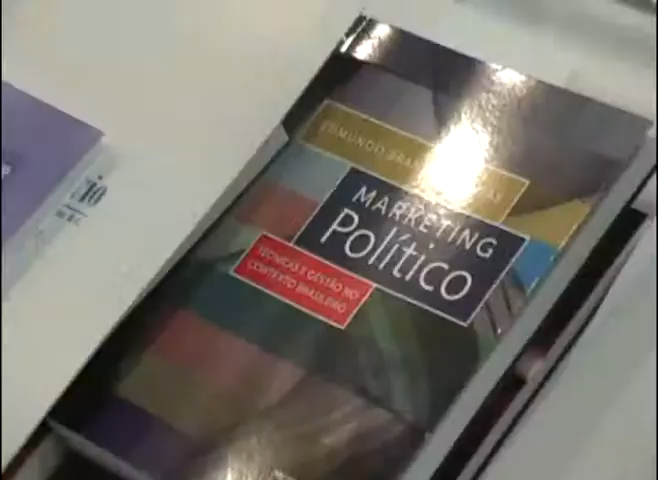 EDMUNDO
MARKETING
Político
TÉCNICAS E GESTÃO NO
CONTEXTO BRASILEIRO